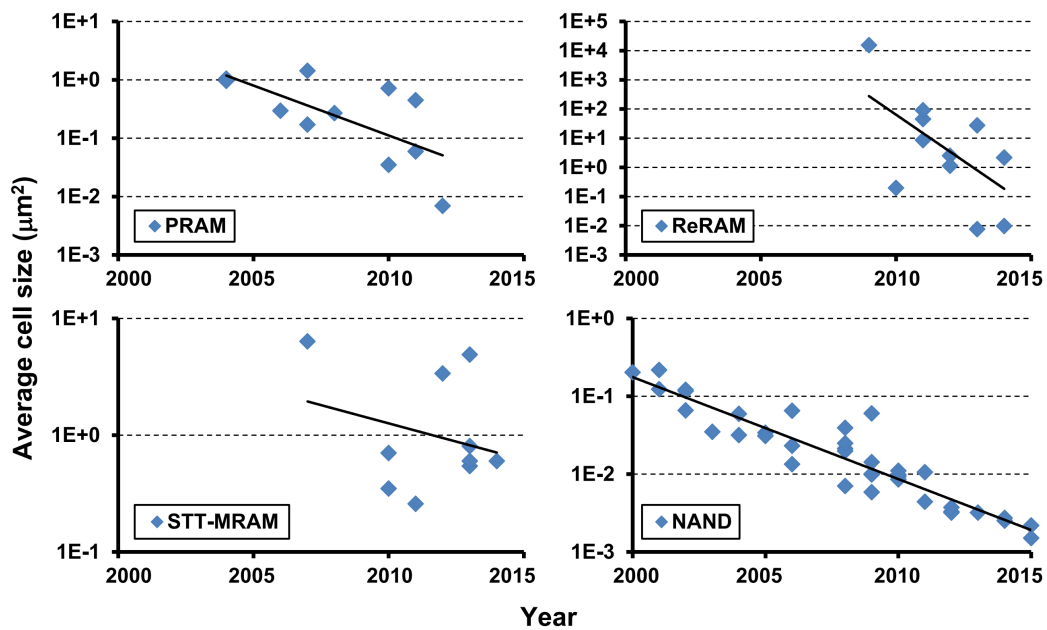 Average cell size (μm²)
1E+1
1E+0
1E-1
1E-2
1E-3
2000 2005 2010 2015
PRAM
1E+5
1E+4
1E+3
1E+2
1E+1
1E+0
1E-1
1E-2
1E-3
2000 2005 2010 2015
ReRAM
1E+1
1E+0
1E-1
2000 2005 2010 2015
STT-MRAM
1E+0
1E-1
1E-2
1E-3
2000 2005 2010 2015
NAND
Year